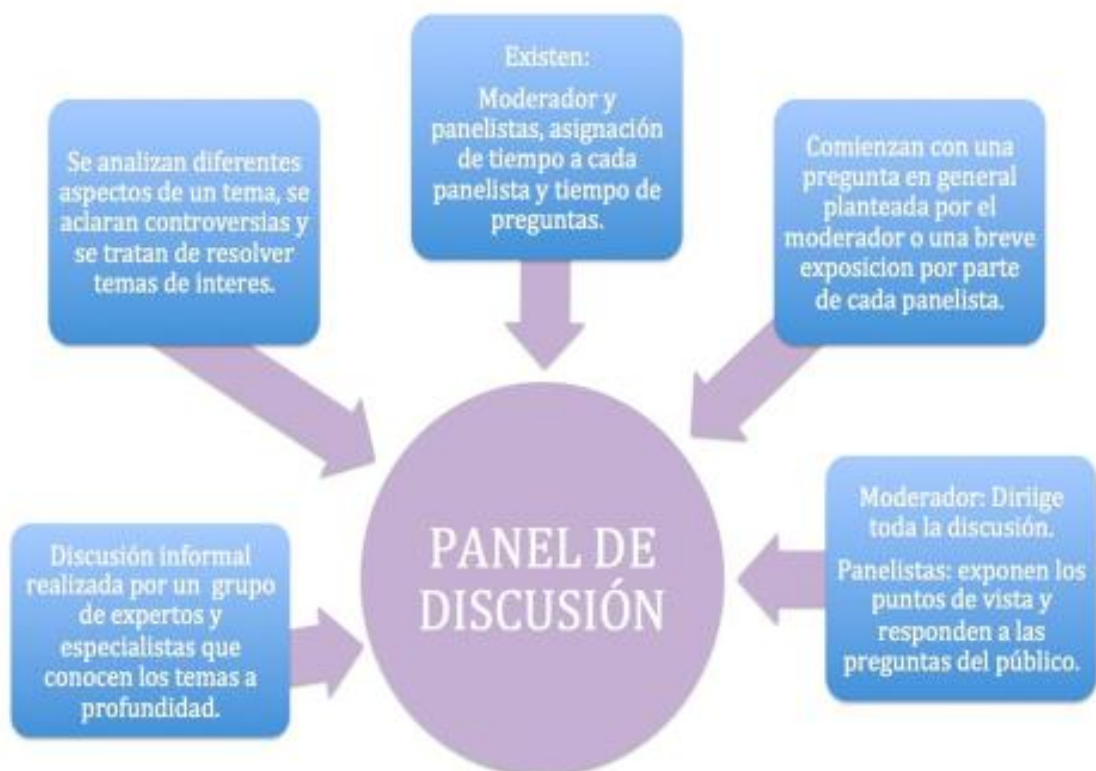 Existen:
Moderador y
panelistas, asignación
de tiempo a cada
panelista y tiempo de
preguntas.
Se analizan diferentes
aspectos de un tema, se
aclaran controversias y
se tratan de resolver
temas de interes.
Comienzan con una
pregunta en general
planteada por el
moderador o una breve
exposicion por parte
de cada panelista.
Discusión informal
realizada por un grupo
de expertos y
especialistas que
conocen los temas a
profundidad.
PANEL DE
DISCUSIÓN
Moderador: Diriige
toda la discusión.
Panelistas: exponen los
puntos de vista y
responden a las
preguntas del público.